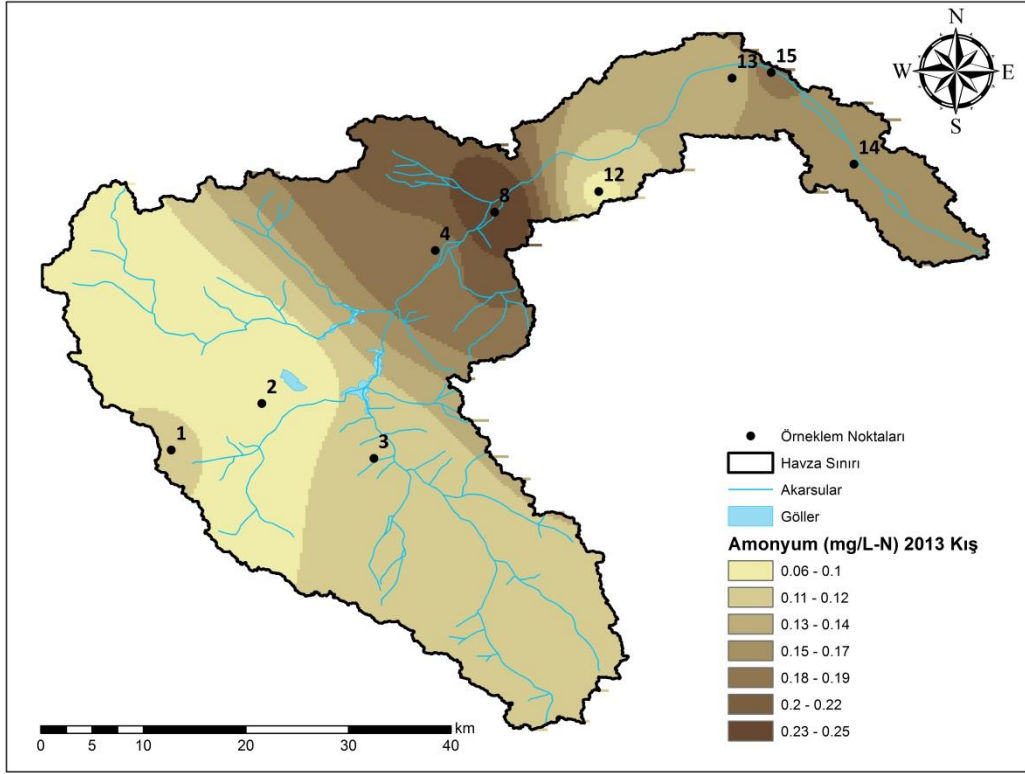 N
W E
S
13
15
14
12
8
4
2
1
3
Örneklem Noktaları
Havza Sınırı
Akarsular
Göller
Amonyum (mg/L-N) 2013 Kış
0.06 - 0.1
0.11 - 0.12
0.13 - 0.14
0.15 - 0.17
0.18 - 0.19
0.2 - 0.22
0.23 - 0.25
km
0 5 10 20 30 40